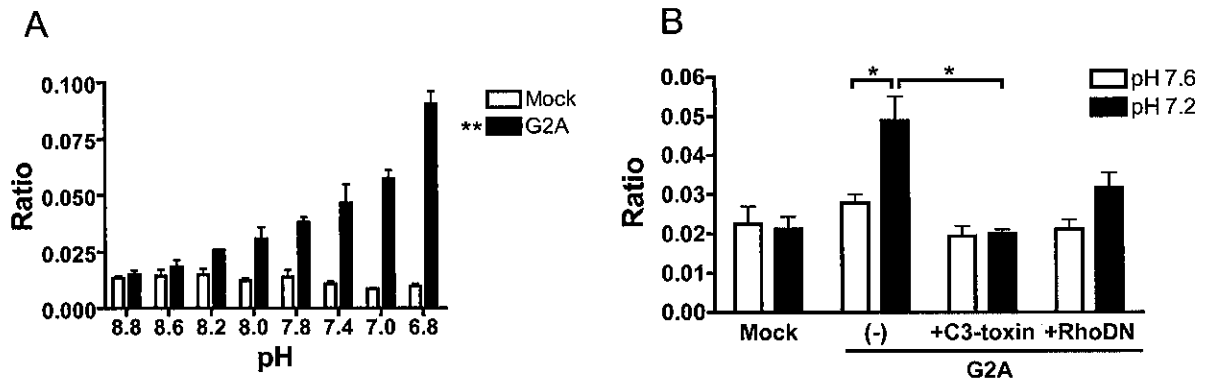 A
Ratio
0.100
0.075
0.050
0.025
0.000
Mock
** G2A
8.8 8.6 8.2 8.0 7.8 7.4 7.0 6.8
pH
B
Ratio
0.06
0.05
0.04
0.03
0.02
0.01
0.00
* *
pH 7.6
pH 7.2
Mock (-) +C3-toxin +RhoDN
G2A